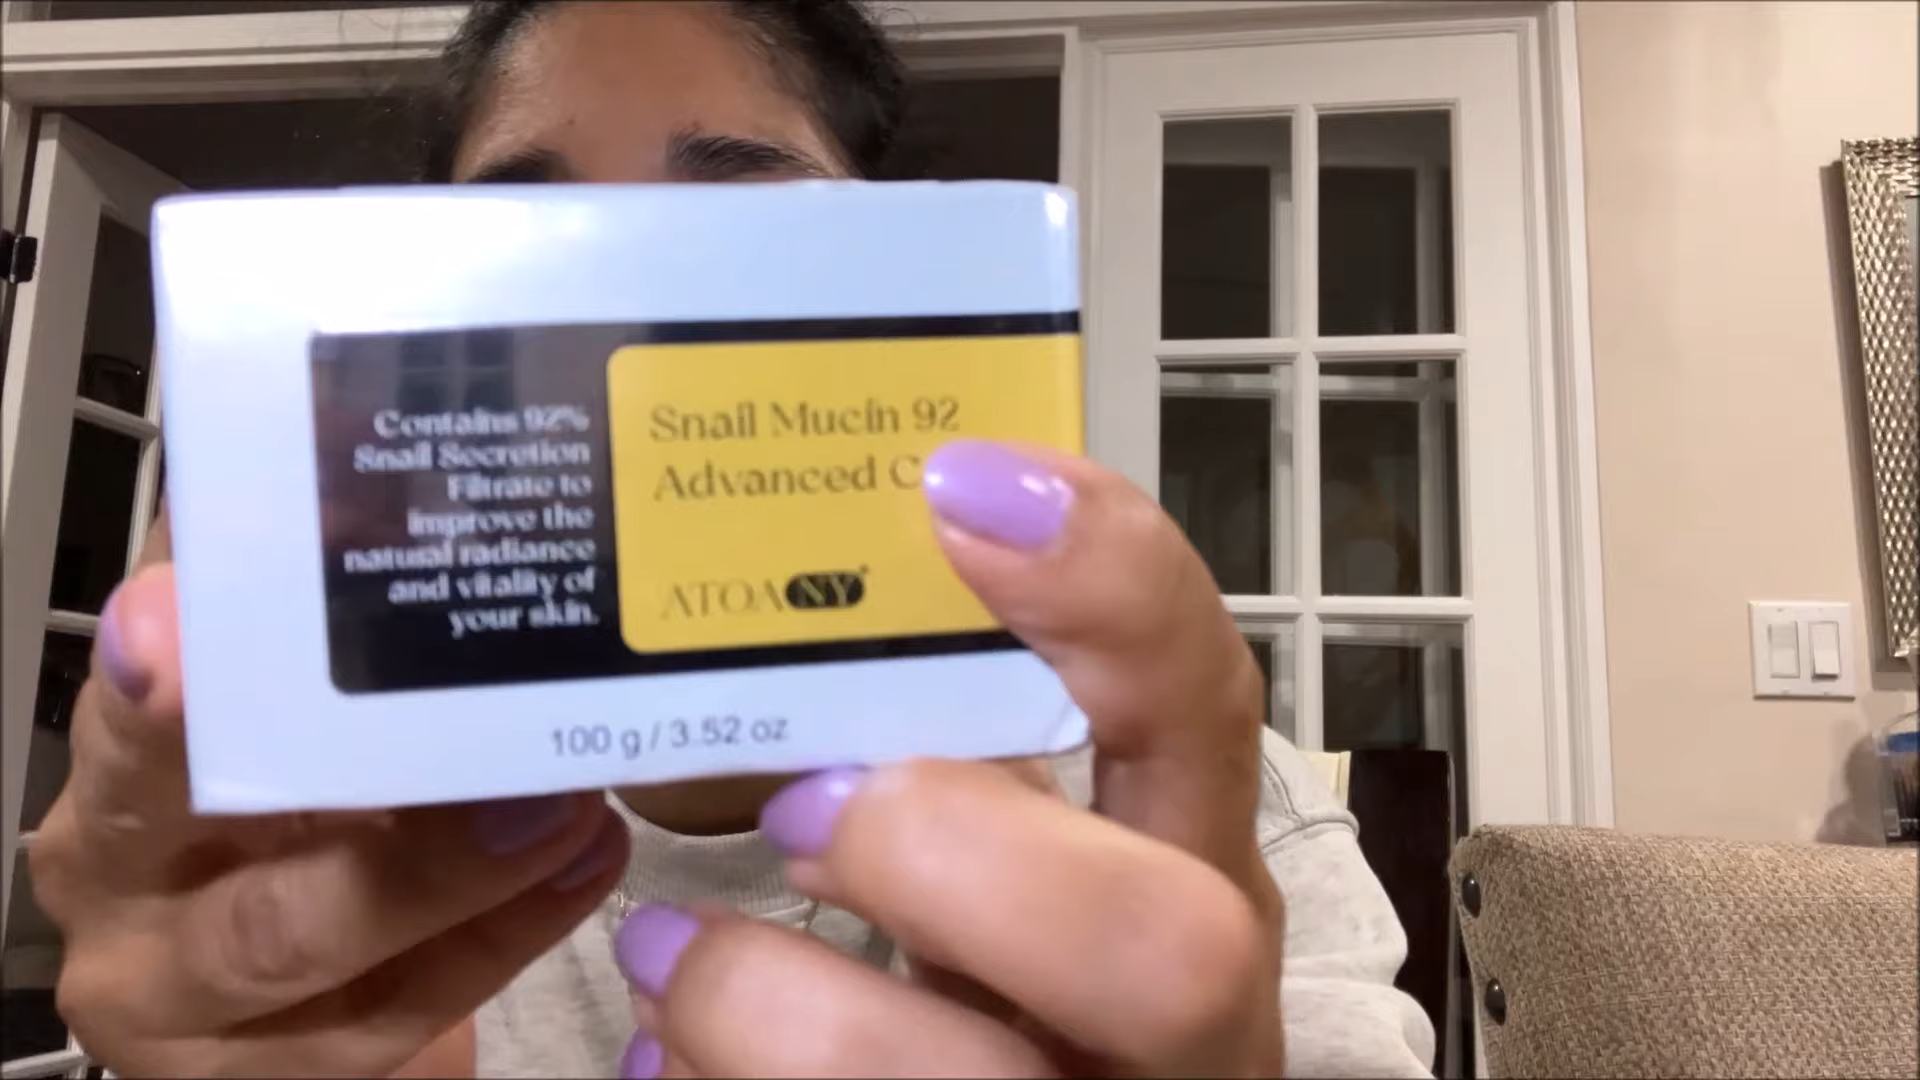 Contains 92%
Snail Secretion
Filtrate to
improve the
natural radiance
and vitality of
your skin.
Snail Mucin 92
Advanced C
ATQA NY
100 g / 3.52 oz